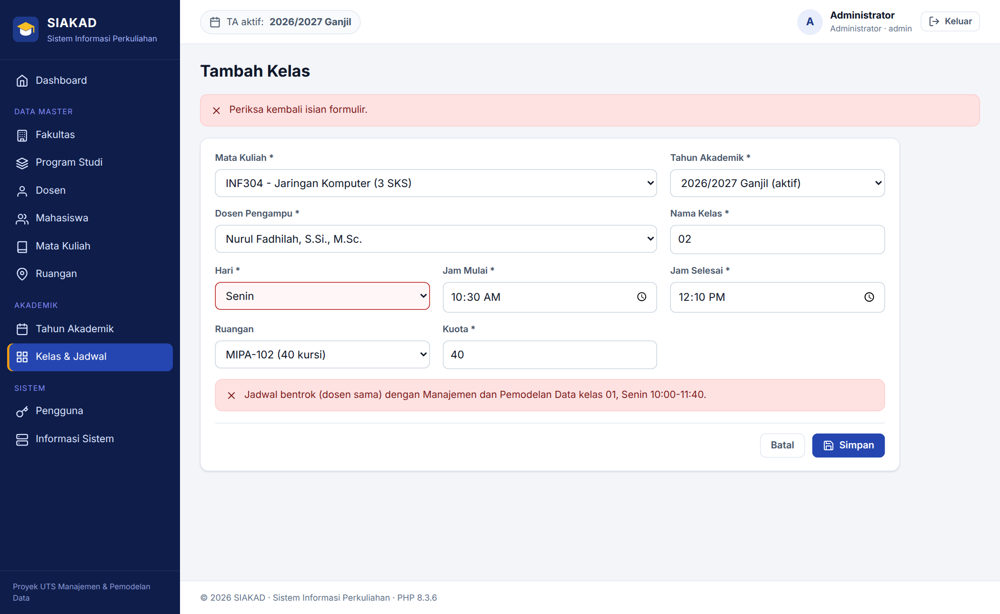 SIAKAD
Sistem Informasi Perkuliahan
Dashboard
DATA MASTER
Fakultas
Program Studi
Dosen
Mahasiswa
Mata Kuliah
Ruangan
AKADEMIK
Tahun Akademik
Kelas & Jadwal
SISTEM
Pengguna
Informasi Sistem
Proyek UTS Manajemen & Pemodelan
Data
TA aktif: 2026/2027 Ganjil
A
Administrator
Administrator · admin
Keluar
Tambah Kelas
Periksa kembali isian formulir.
Mata Kuliah *
INF304 - Jaringan Komputer (3 SKS)
Tahun Akademik *
2026/2027 Ganjil (aktif)
Dosen Pengampu *
Nurul Fadhilah, S.Si., M.Sc.
Nama Kelas *
02
Hari *
Senin
Jam Mulai *
10:30 AM
Jam Selesai *
12:10 PM
Ruangan
MIPA-102 (40 kursi)
Kuota *
40
Jadwal bentrok (dosen sama) dengan Manajemen dan Pemodelan Data kelas 01, Senin 10:00-11:40.
Batal
Simpan
© 2026 SIAKAD · Sistem Informasi Perkuliahan · PHP 8.3.6